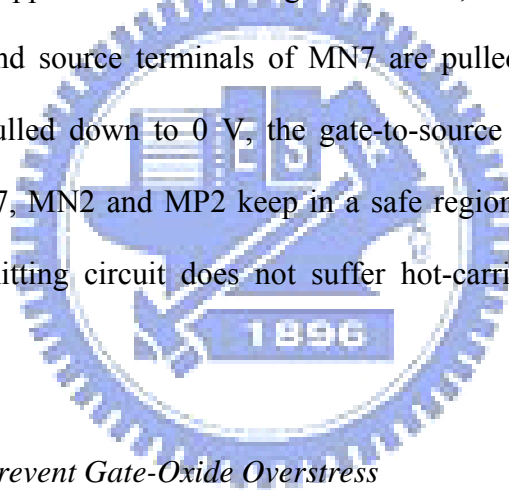 nd source terminals of MN7 are pulled
ulled down to 0 V, the gate-to-source
7, MN2 and MP2 keep in a safe region
itting circuit does not suffer hot-carri
E S
A
1896
revent Gate-Oxide Overstress